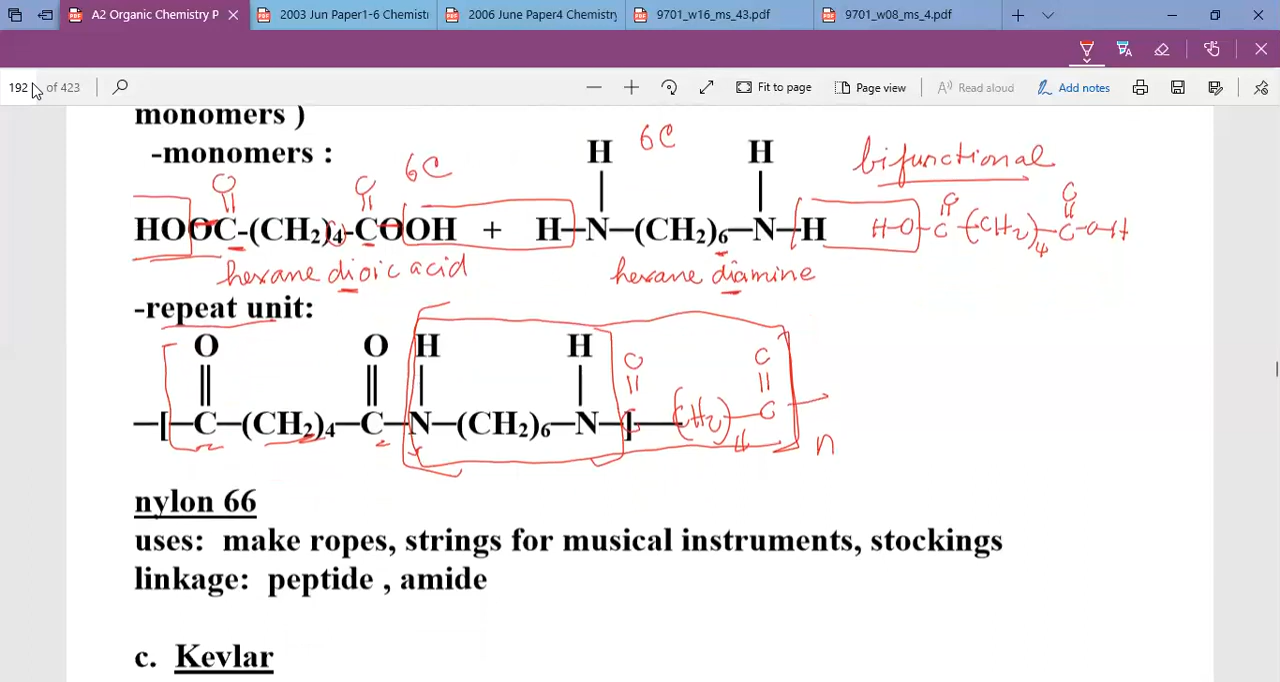 A2 Organic Chemistry P
2003 Jun Paper1-6 Chemist
2006 June Paper4 Chemistry
9701_w16_ms_43.pdf
9701_w08_ms_4.pdf
192 of 423
Fit to page
Page view
Read aloud
Add notes
monomers )
-monomers :
6C
H
6C
H
bifunctional
O
O
O
O
HOOC-(CH₂)₄-COOH + H—N—(CH₂)₆—N—H
H-O-C-(CH₂)₄-C-O-H
hexane dioic acid
hexane diamine
-repeat unit:
O
O
H
H
O
O
—[—C—(CH₂)₄—C—N—(CH₂)₆—N—]—
(CH₂)₄—C—]n
nylon 66
uses: make ropes, strings for musical instruments, stockings
linkage: peptide , amide
c. Kevlar